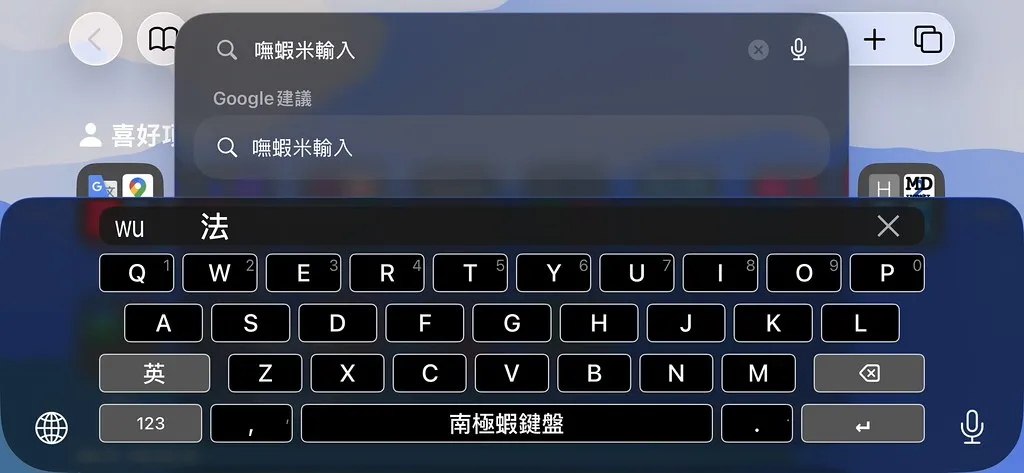 嘸蝦米輸入
Google建議
嘸蝦米輸入
喜好項
G 文 H MD
wu 法
Q 1 W 2 E 3 R 4 T 5 Y 6 U 7 I 8 O 9 P 0
A S D F G H J K L
英 Z X C V B N M
123 , 南極蝦鍵盤 .